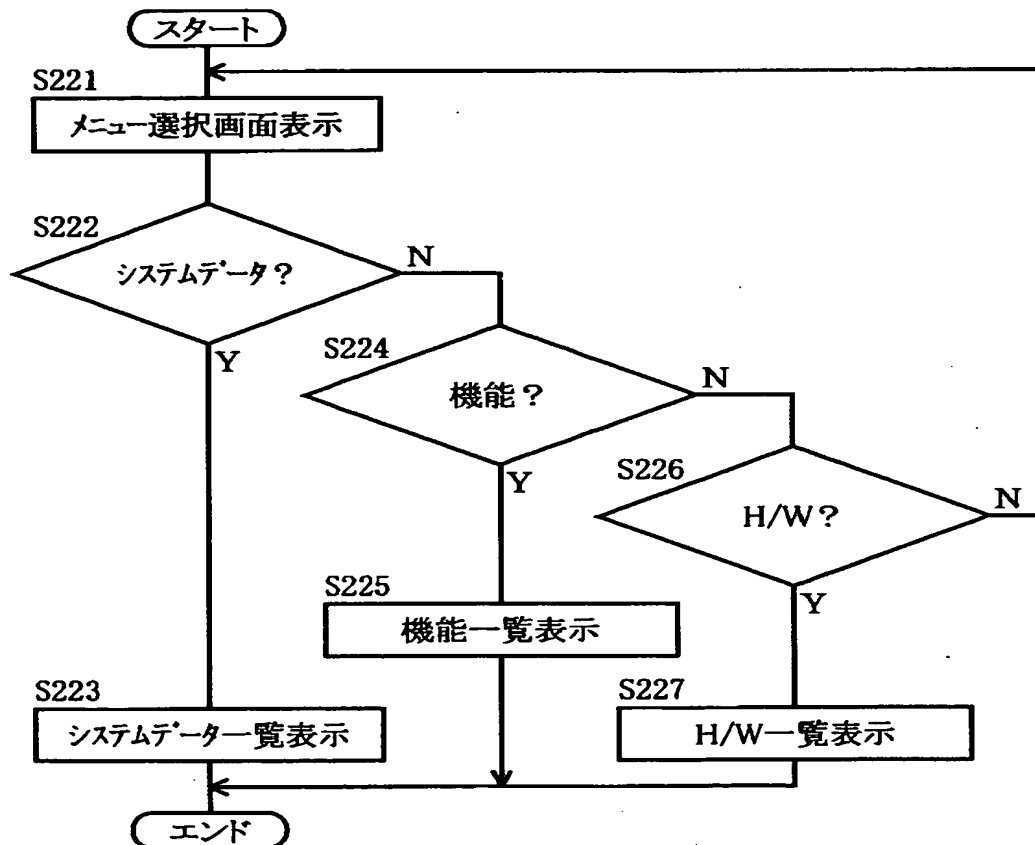 スタート
S221
メニュー選択画面表示
S222
システムデータ?
N
Y
S224
機能?
N
Y
S226
H/W?
N
Y
S225
機能一覧表示
S223
システムデータ一覧表示
S227
H/W一覧表示
エンド